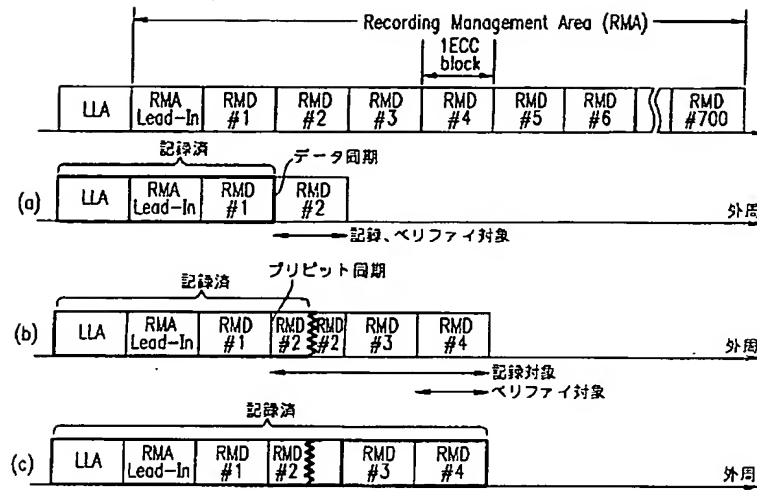 Recording Management Area (RMA)
1ECC
block
LLA
RMA
Lead-In
RMD
#1
RMD
#2
RMD
#3
RMD
#4
RMD
#5
RMD
#6
RMD
#700
記録済
データ同期
(a)
LLA
RMA
Lead-In
RMD
#1
RMD
#2
外周
記録、ベリファイ対象
記録済
プリピット同期
(b)
LLA
RMA
Lead-In
RMD
#1
RMD
#2
RMD
#2
RMD
#3
RMD
#4
外周
記録対象
ベリファイ対象
記録済
(c)
LLA
RMA
Lead-In
RMD
#1
RMD
#2
RMD
#3
RMD
#4
外周